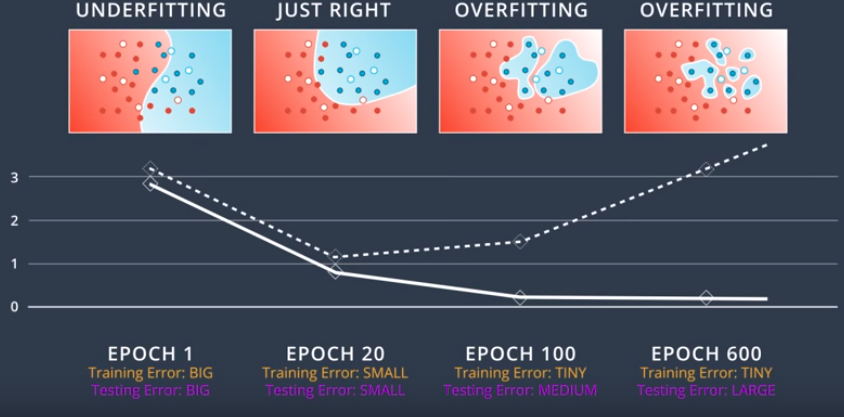 UNDERFITTING
JUST RIGHT
OVERFITTING
OVERFITTING
3
2
1
0
EPOCH 1
Training Error: BIG
Testing Error: BIG
EPOCH 20
Training Error: SMALL
Testing Error: SMALL
EPOCH 100
Training Error: TINY
Testing Error: MEDIUM
EPOCH 600
Training Error: TINY
Testing Error: LARGE